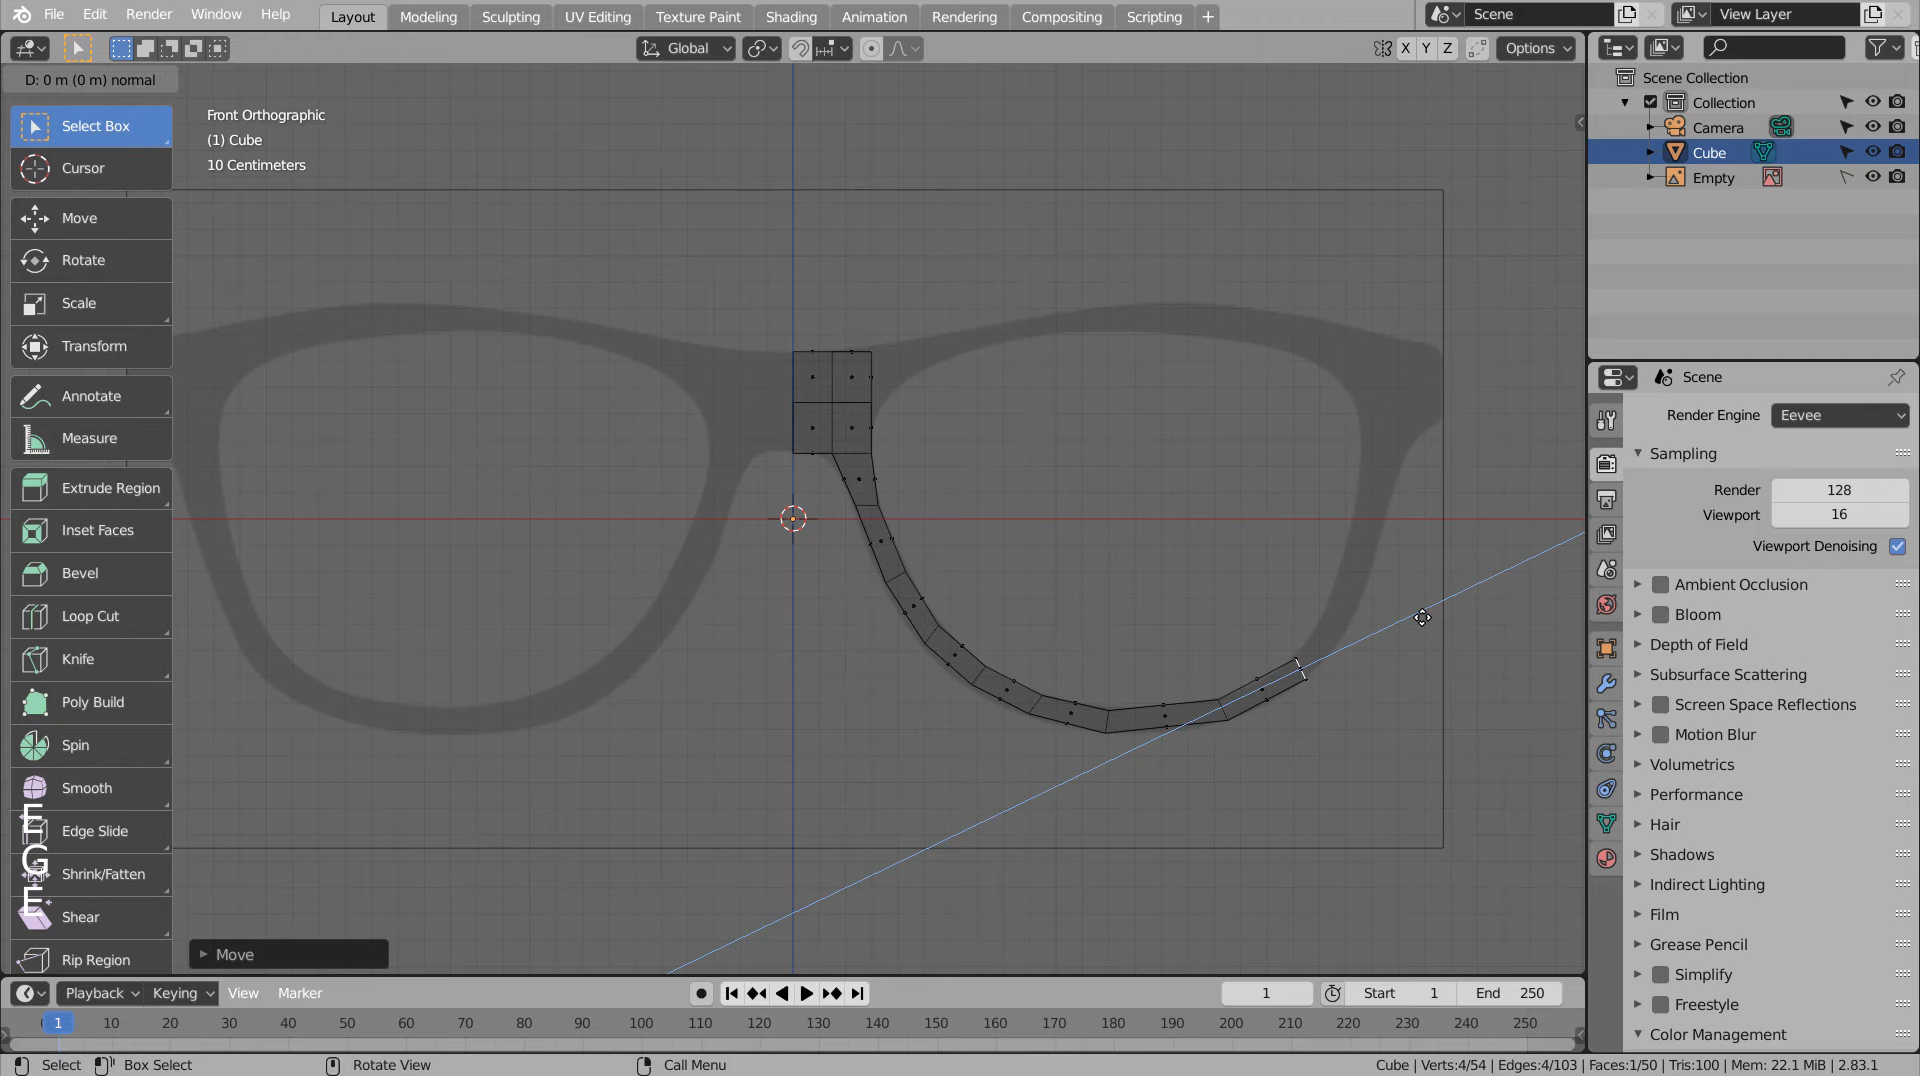 File Edit Render Window Help Layout Modeling Sculpting UV Editing Texture Paint Shading Animation Rendering Compositing Scripting + Scene View Layer
Global X Y Z Options
D: 0 m (0 m) normal
Select Box
Cursor
Move
Rotate
Scale
Transform
Annotate
Measure
Extrude Region
Inset Faces
Bevel
Loop Cut
Knife
Poly Build
Spin
Smooth
Edge Slide
Shrink/Fatten
Shear
Rip Region
E
G
E
Front Orthographic
(1) Cube
10 Centimeters
Move
Scene Collection
Collection
Camera
Cube
Empty
Scene
Render Engine Eevee
Sampling
Render 128
Viewport 16
Viewport Denoising
Ambient Occlusion
Bloom
Depth of Field
Subsurface Scattering
Screen Space Reflections
Motion Blur
Volumetrics
Performance
Hair
Shadows
Indirect Lighting
Film
Grease Pencil
Simplify
Freestyle
Color Management
Playback Keying View Marker 1 Start 1 End 250
1 10 20 30 40 50 60 70 80 90 100 110 120 130 140 150 160 170 180 190 200 210 220 230 240 250
Select Box Select Rotate View Call Menu Cube | Verts:4/54 | Edges:4/103 | Faces:1/50 | Tris:100 | Mem: 22.1 MiB | 2.83.1